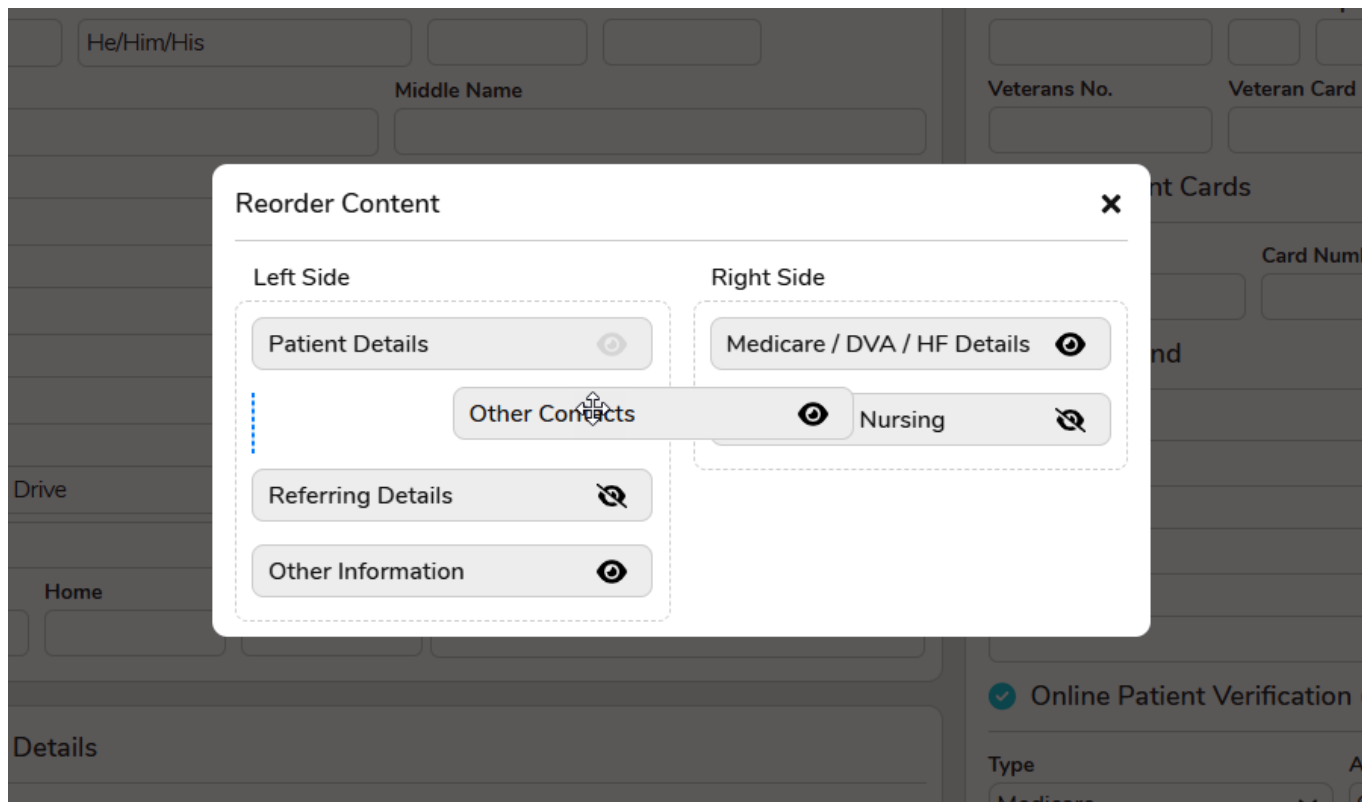 He/Him/His
Middle Name
Veterans No.
Veteran Card
nt Cards
Reorder Content
Card Num
Left Side
Right Side
Patient Details
Medicare / DVA / HF Details
nd
Other Contacts
Nursing
Referring Details
Drive
Other Information
Home
Online Patient Verification
Details
Type
A
Medicare